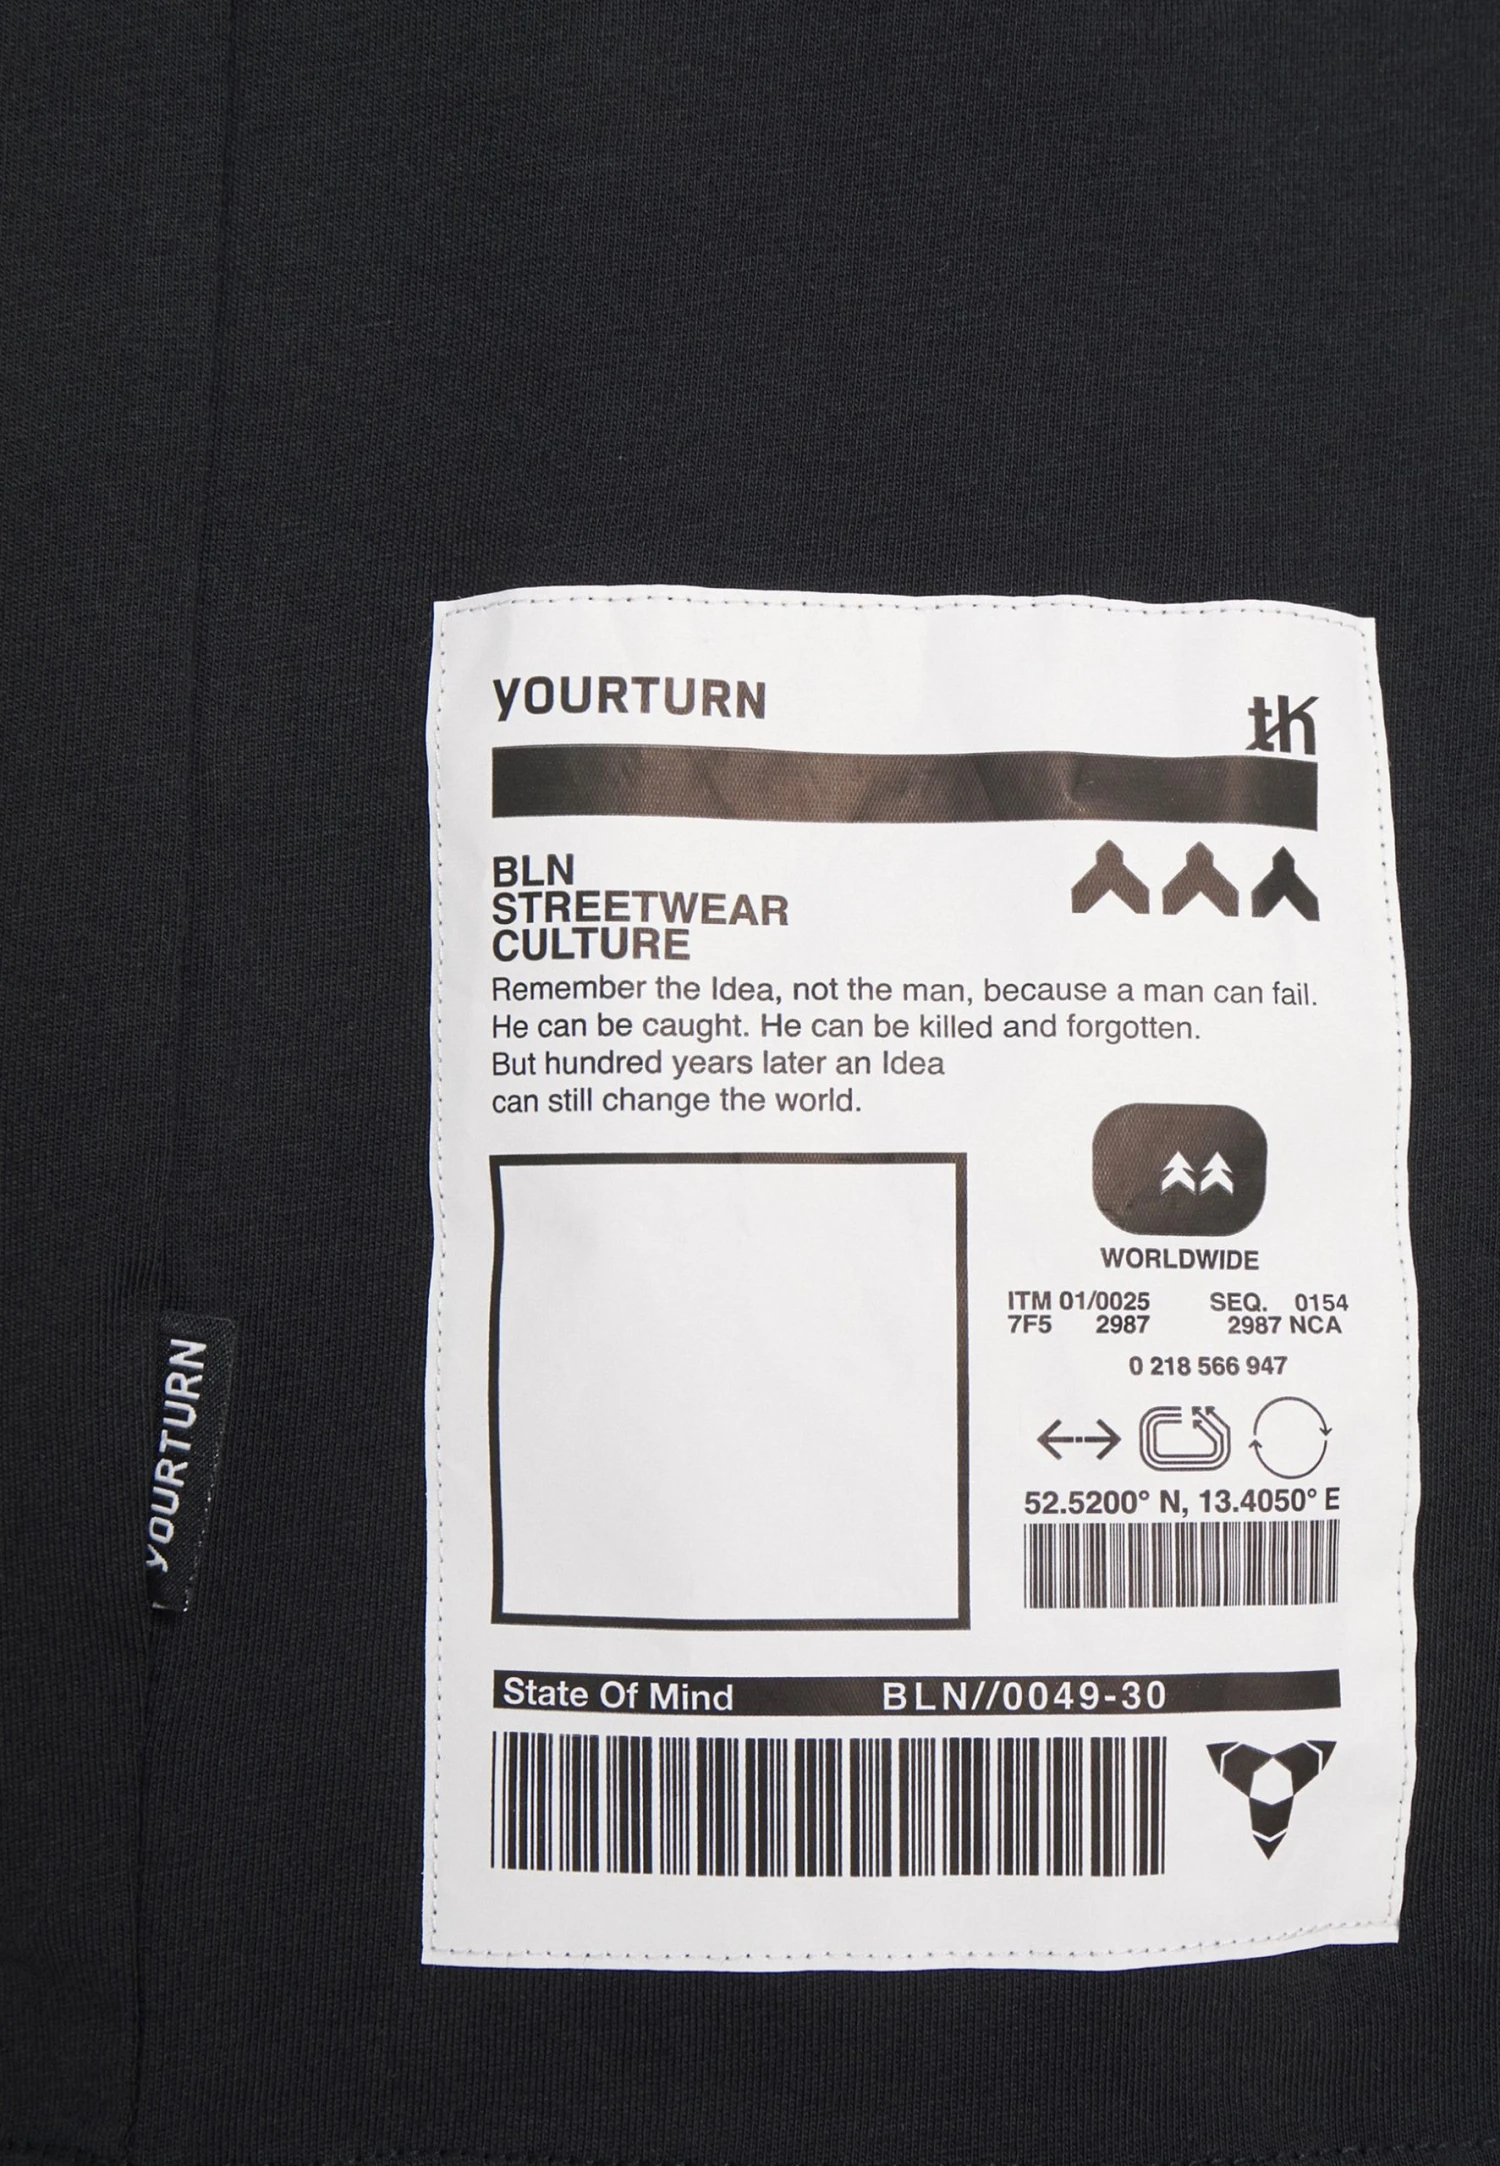 YOURTURN
th
BLN
STREETWEAR
CULTURE
Remember the Idea, not the man, because a man can fail.
He can be caught. He can be killed and forgotten.
But hundred years later an Idea
can still change the world.
WORLDWIDE
ITM 01/0025 SEQ. 0154
7F5 2987 2987 NCA
0 218 566 947
52.5200° N, 13.4050° E
State Of Mind BLN//0049-30
YOURTURN